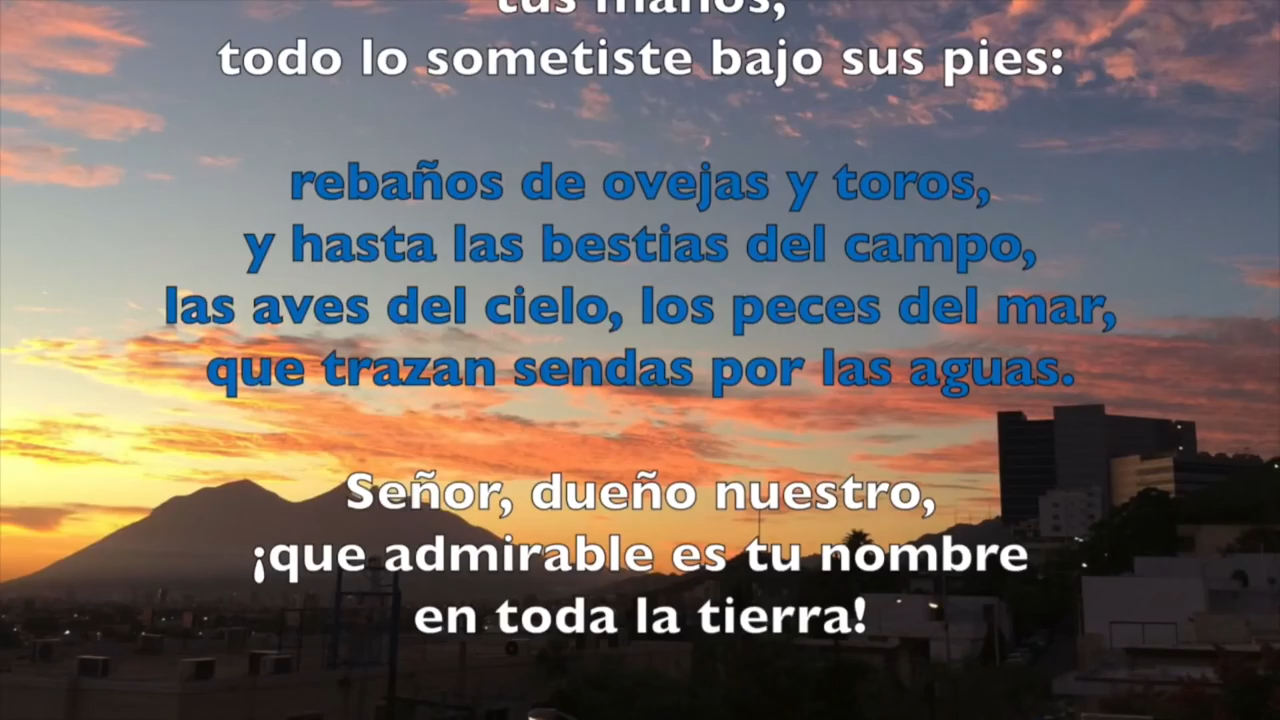 tus manos,
todo lo sometiste bajo sus pies:
rebaños de ovejas y toros,
y hasta las bestias del campo,
las aves del cielo, los peces del mar,
que trazan sendas por las aguas.
Señor, dueño nuestro,
¡que admirable es tu nombre
en toda la tierra!